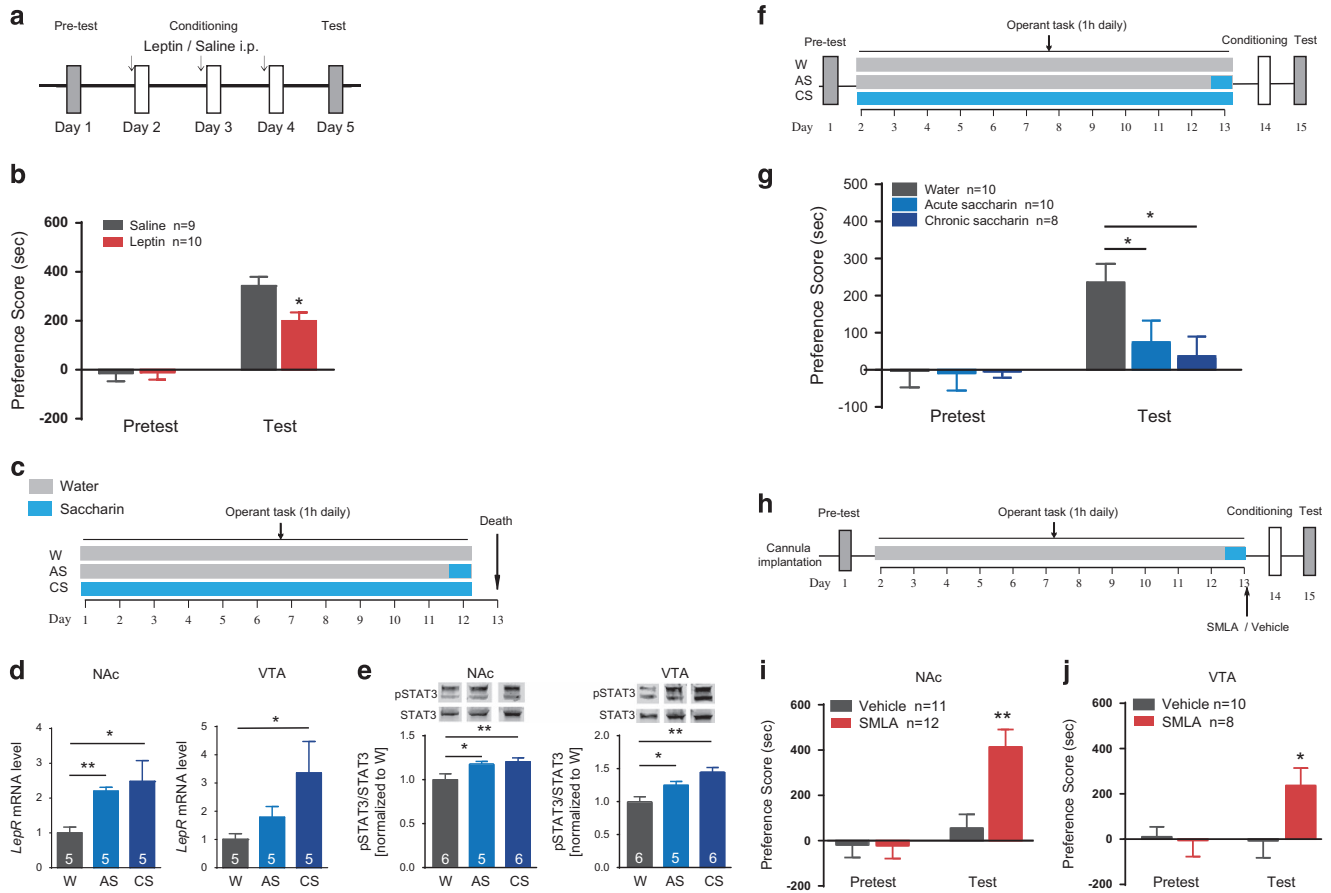 a
Pre-test Conditioning Test
Leptin / Saline i.p.
Day 1 Day 2 Day 3 Day 4 Day 5
b
Preference Score (sec)
600
400
200
0
-200
Saline n=9
Leptin n=10
*
Pretest Test
c
Water
Saccharin
Operant task (1h daily)
Death
W
AS
CS
Day 1 2 3 4 5 6 7 8 9 10 11 12 13
d
NAc
LepR mRNA level
4
3
2
1
0
*
**
5 5 5
W AS CS
VTA
LepR mRNA level
5
4
3
2
1
0
*
5 5 5
W AS CS
e
NAc
pSTAT3
STAT3
pSTAT3/STAT3
[normalized to W]
1.5
1.0
0.5
0.0
**
*
6 5 6
W AS CS
VTA
pSTAT3
STAT3
pSTAT3/STAT3
[normalized to W]
2.0
1.5
1.0
0.5
0.0
**
*
6 5 6
W AS CS
f
Operant task (1h daily)
Pre-test Conditioning Test
W
AS
CS
Day 1 2 3 4 5 6 7 8 9 10 11 12 13 14 15
g
Preference Score (sec)
500
400
300
200
100
0
-100
Water n=10
Acute saccharin n=10
Chronic saccharin n=8
*
*
Pretest Test
h
Pre-test Operant task (1h daily) Conditioning Test
Cannula
implantation
Day 1 2 3 4 5 6 7 8 9 10 11 12 13 14 15
SMLA / Vehicle
i
NAc
Preference Score (sec)
600
400
200
0
-200
Vehicle n=11
SMLA n=12
**
Pretest Test
j
VTA
Preference Score (sec)
600
400
200
0
-200
Vehicle n=10
SMLA n=8
*
Pretest Test